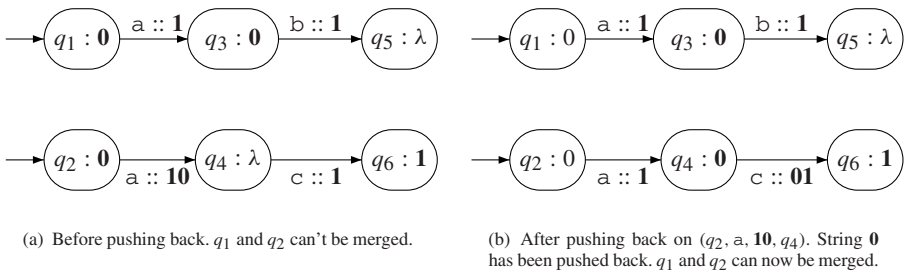 a :: 1 b :: 1 a :: 1 b :: 1
q1 : 0 q3 : 0 q5 : λ q1 : 0 q3 : 0 q5 : λ
q2 : 0 q4 : λ q6 : 1 q2 : 0 q4 : 0 q6 : 1
a :: 10 c :: 1 a :: 1 c :: 01
(a) Before pushing back. q1 and q2 can't be merged.
(b) After pushing back on (q2, a, 10, q4). String 0
has been pushed back. q1 and q2 can now be merged.